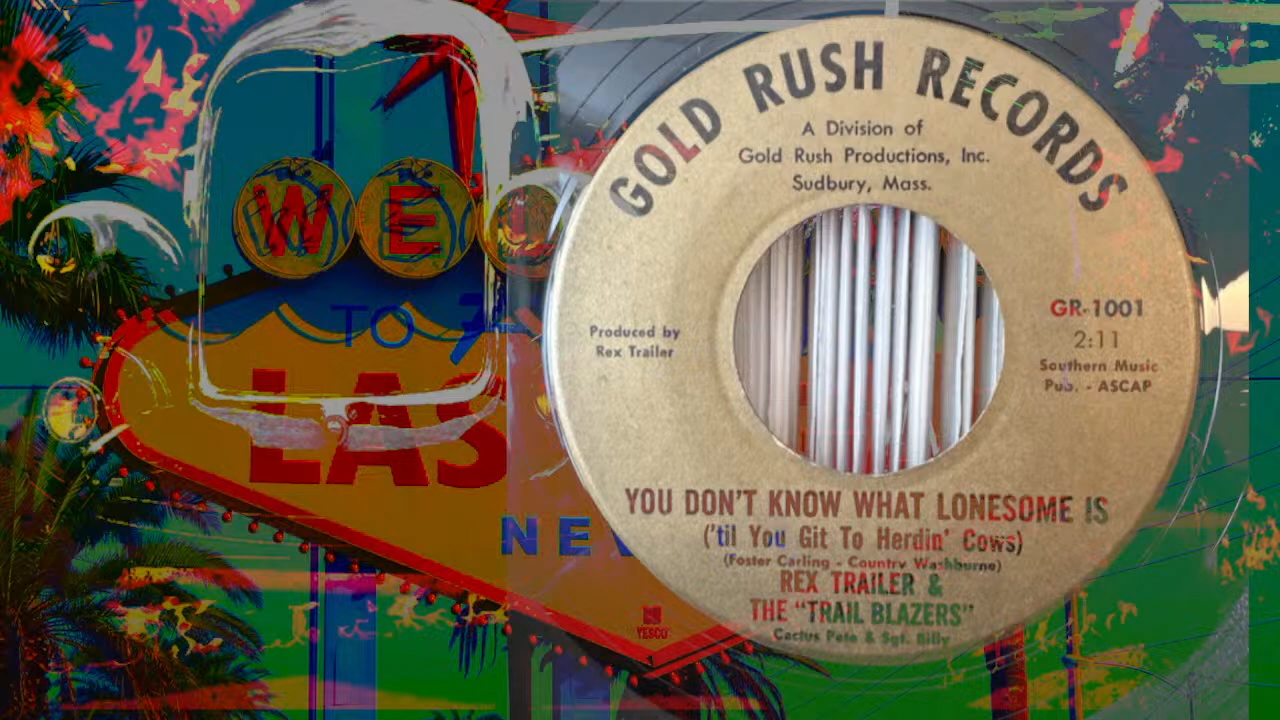 WE
TO
LAS
NEV
YESCO
GOLD RUSH RECORDS
A Division of
Gold Rush Productions, Inc.
Sudbury, Mass.
GR-1001
2:11
Southern Music
Pub. - ASCAP
Produced by
Rex Trailer
YOU DON'T KNOW WHAT LONESOME IS
('til You Git To Herdin' Cows)
(Foster Carling - Country Washburne)
REX TRAILER &
THE "TRAIL BLAZERS"
Cactus Pete & Sgt. Billy